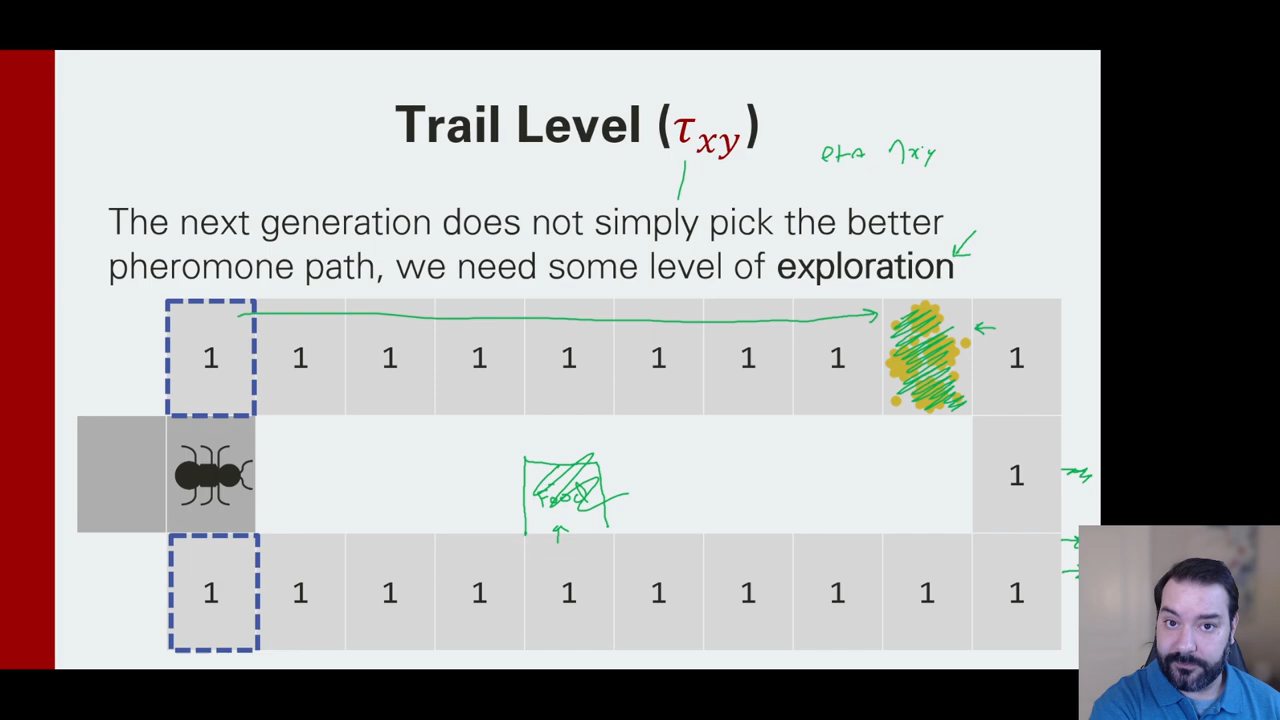 Trail Level (τxy)
eta ηxy
The next generation does not simply pick the better
pheromone path, we need some level of exploration
1 1 1 1 1 1 1 1 1
1
Food
1 1 1 1 1 1 1 1 1 1